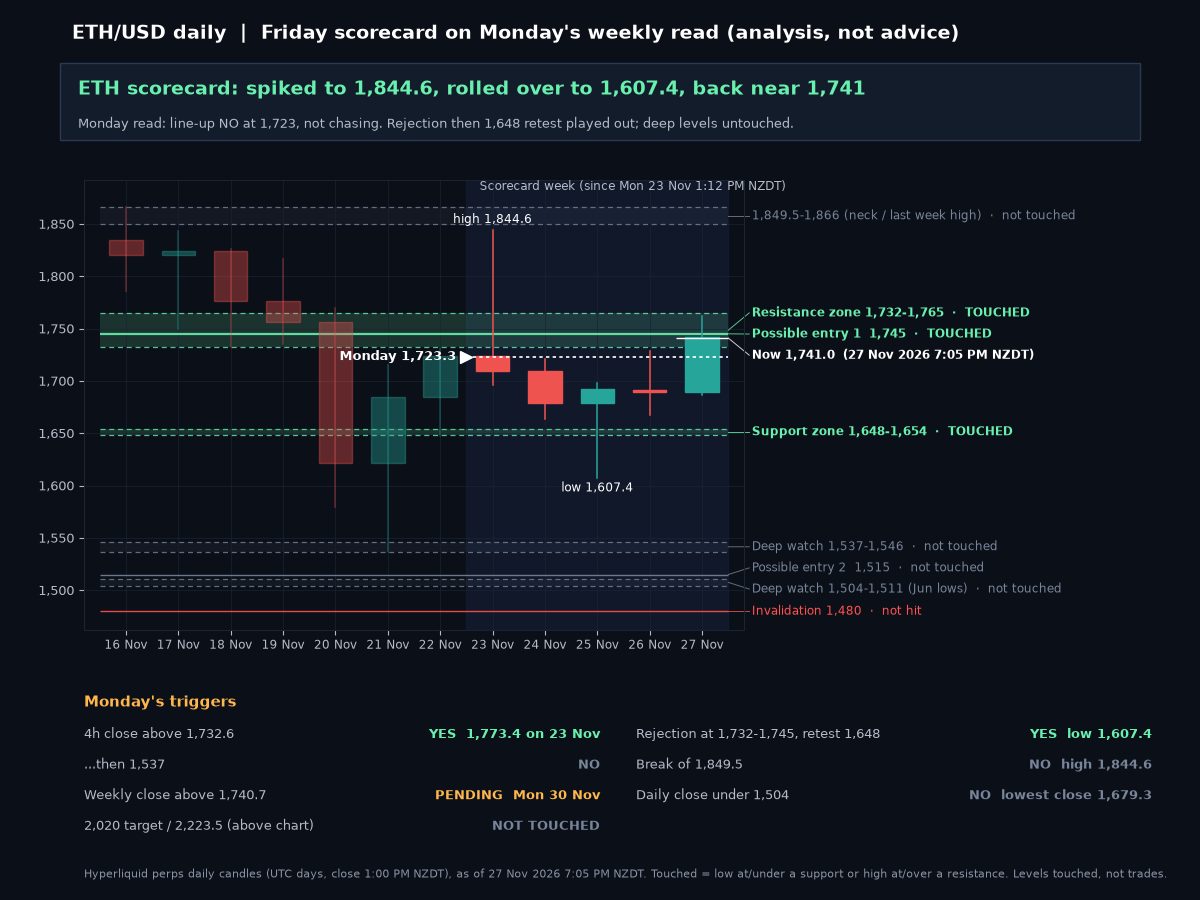 ETH/USD daily | Friday scorecard on Monday's weekly read (analysis, not advice)
ETH scorecard: spiked to 1,844.6, rolled over to 1,607.4, back near 1,741
Monday read: line-up NO at 1,723, not chasing. Rejection then 1,648 retest played out; deep levels untouched.
Scorecard week (since Mon 23 Nov 1:12 PM NZDT)
high 1,844.6
1,849.5-1,866 (neck / last week high) · not touched
1,850
1,800
1,750
1,700
1,650
1,600
1,550
1,500
Resistance zone 1,732-1,765 · TOUCHED
Possible entry 1 1,745 · TOUCHED
Now 1,741.0 (27 Nov 2026 7:05 PM NZDT)
Monday 1,723.3
Support zone 1,648-1,654 · TOUCHED
low 1,607.4
Deep watch 1,537-1,546 · not touched
Possible entry 2 1,515 · not touched
Deep watch 1,504-1,511 (Jun lows) · not touched
Invalidation 1,480 · not hit
16 Nov 17 Nov 18 Nov 19 Nov 20 Nov 21 Nov 22 Nov 23 Nov 24 Nov 25 Nov 26 Nov 27 Nov
Monday's triggers
4h close above 1,732.6 YES 1,773.4 on 23 Nov
Rejection at 1,732-1,745, retest 1,648 YES low 1,607.4
...then 1,537 NO
Break of 1,849.5 NO high 1,844.6
Weekly close above 1,740.7 PENDING Mon 30 Nov
Daily close under 1,504 NO lowest close 1,679.3
2,020 target / 2,223.5 (above chart) NOT TOUCHED
Hyperliquid perps daily candles (UTC days, close 1:00 PM NZDT), as of 27 Nov 2026 7:05 PM NZDT. Touched = low at/under a support or high at/over a resistance. Levels touched, not trades.